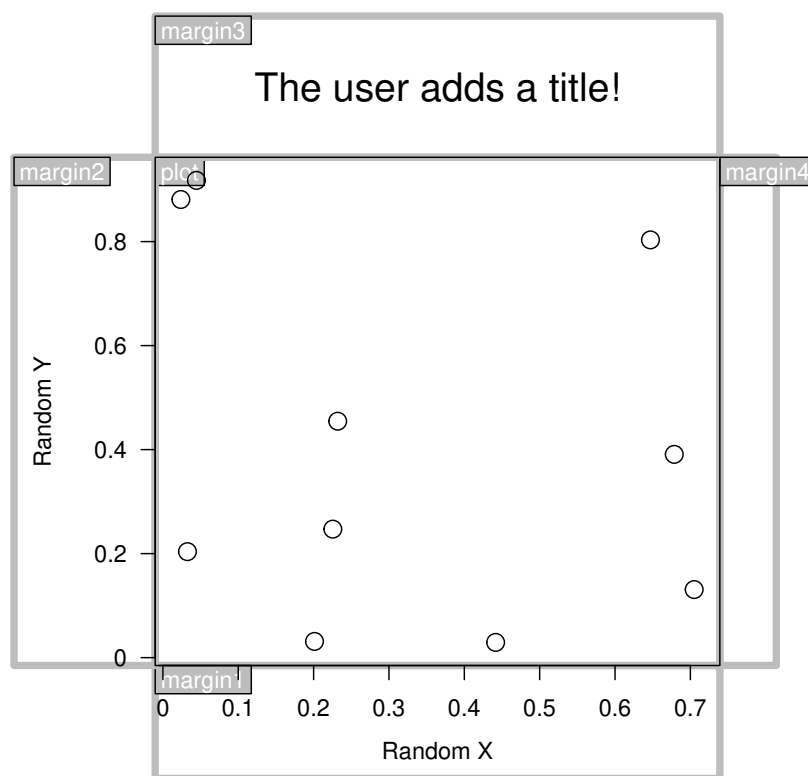 margin3
The user adds a title!
margin2
plot
margin4
0.8
0.6
0.4
0.2
0
Random Y
margin1
0 0.1 0.2 0.3 0.4 0.5 0.6 0.7
Random X